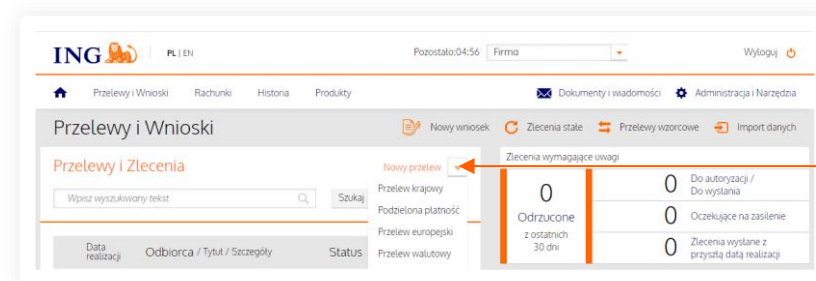 ING PL | EN Pozostało:04:56 Firma Wyloguj
Przelewy i Wnioski Rachunki Historia Produkty Dokumenty i wiadomości Administracja i Narzędzia
Przelewy i Wnioski Nowy wniosek Zlecenia stałe Przelewy wzorcowe Import danych
Przelewy i Zlecenia Nowy przelew
Wpisz wyszukiwany tekst Szukaj
Przelew krajowy
Podzielona płatność
Przelew europejski
Przelew walutowy
Data realizacji Odbiorca / Tytuł / Szczegóły Status
Zlecenia wymagające uwagi
0
Odrzucone
z ostatnich
30 dni
0 Do autoryzacji /
Do wysłania
0 Oczekujące na zasilenie
0 Zlecenia wysłane z
przyszłą datą realizacji